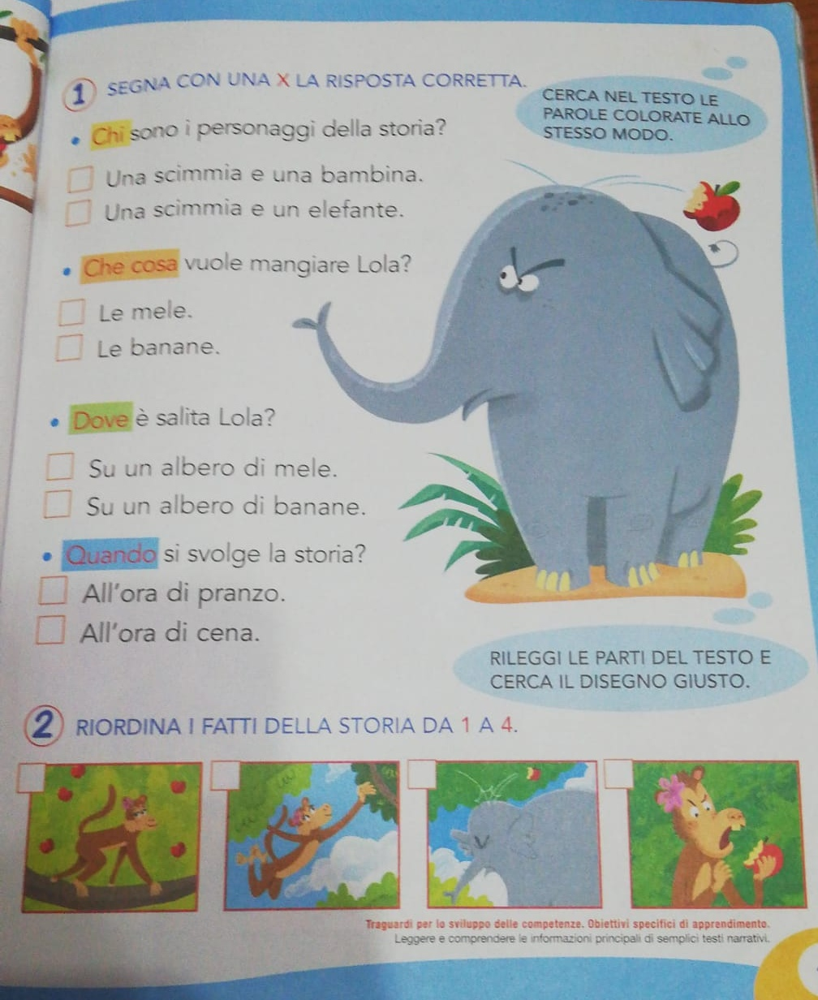 1 SEGNA CON UNA X LA RISPOSTA CORRETTA.
CERCA NEL TESTO LE
PAROLE COLORATE ALLO
STESSO MODO.
• Chi sono i personaggi della storia?
Una scimmia e una bambina.
Una scimmia e un elefante.
• Che cosa vuole mangiare Lola?
Le mele.
Le banane.
• Dove è salita Lola?
Su un albero di mele.
Su un albero di banane.
• Quando si svolge la storia?
All'ora di pranzo.
All'ora di cena.
RILEGGI LE PARTI DEL TESTO E
CERCA IL DISEGNO GIUSTO.
2 RIORDINA I FATTI DELLA STORIA DA 1 A 4.
Traguardi per lo sviluppo delle competenze. Obiettivi specifici di apprendimento.
Leggere e comprendere le informazioni principali di semplici testi narrativi.